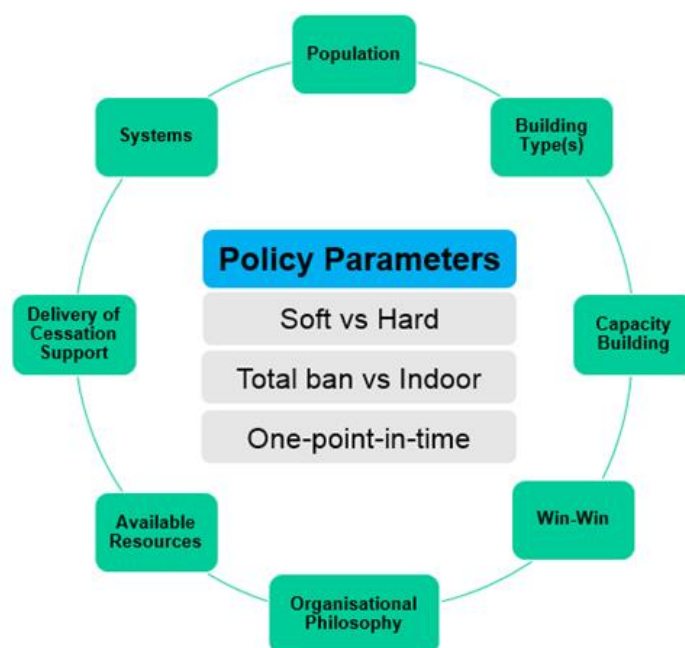 Population
Building
Type(s)
Capacity
Building
Win-Win
Organisational
Philosophy
Available
Resources
Delivery of
Cessation
Support
Systems
Policy Parameters
Soft vs Hard
Total ban vs Indoor
One-point-in-time